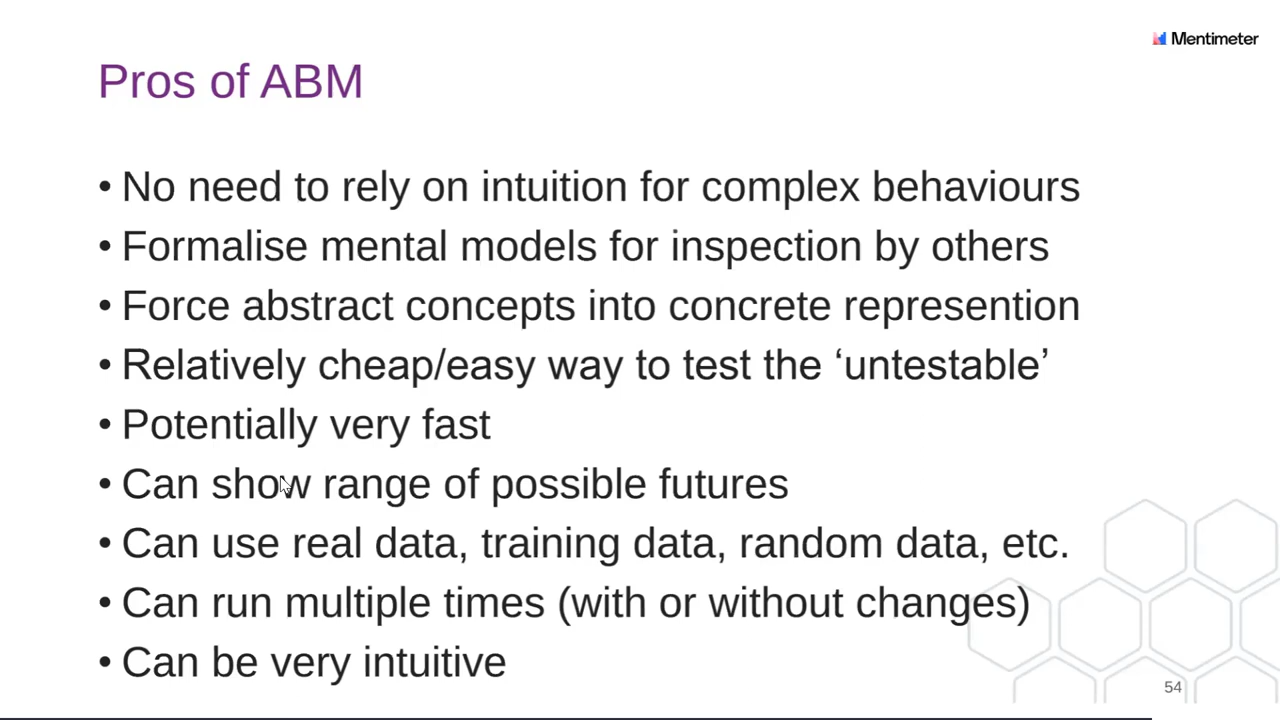 Mentimeter
Pros of ABM
• No need to rely on intuition for complex behaviours
• Formalise mental models for inspection by others
• Force abstract concepts into concrete represention
• Relatively cheap/easy way to test the ‘untestable’
• Potentially very fast
• Can show range of possible futures
• Can use real data, training data, random data, etc.
• Can run multiple times (with or without changes)
• Can be very intuitive
54